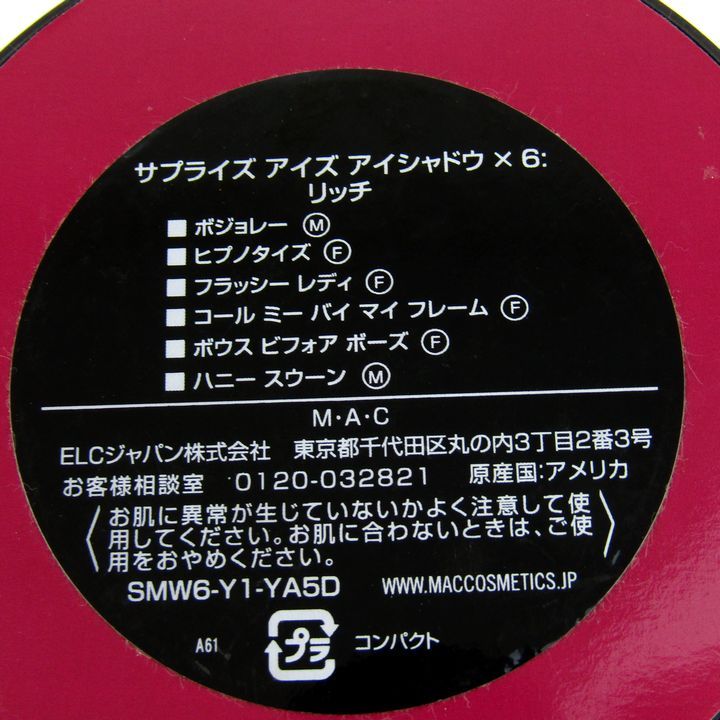 サプライズ アイズ アイシャドウ × 6:
リッチ
■ ボジョレー Ⓜ
■ ヒプノタイズ Ⓕ
■ フラッシー レディ Ⓕ
■ コール ミー バイ マイ フレーム Ⓕ
■ ボウス ビフォア ボーズ Ⓕ
■ ハニー スウーン Ⓜ
M・A・C
ELCジャパン株式会社 東京都千代田区丸の内3丁目2番3号
お客様相談室 0120-032821 原産国:アメリカ
〈お肌に異常が生じていないかよく注意して使
用してください。お肌に合わないときは、ご使
用をおやめください。〉
SMW6-Y1-YA5D WWW.MACCOSMETICS.JP
A61 プラ コンパクト